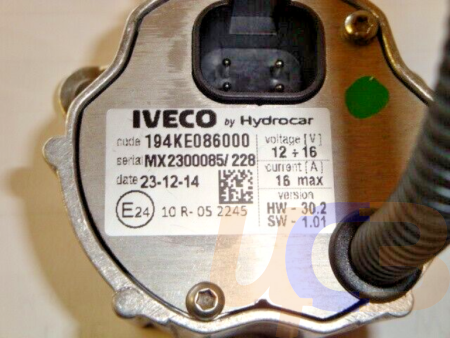 IVECO by Hydrocar
code 194KE086000
serial MX2300085/228
date 23-12-14
E24 10 R-05 2245
voltage [V]
12 ÷ 16
current [A]
16 max
version
HW - 30.2
SW - 1.01